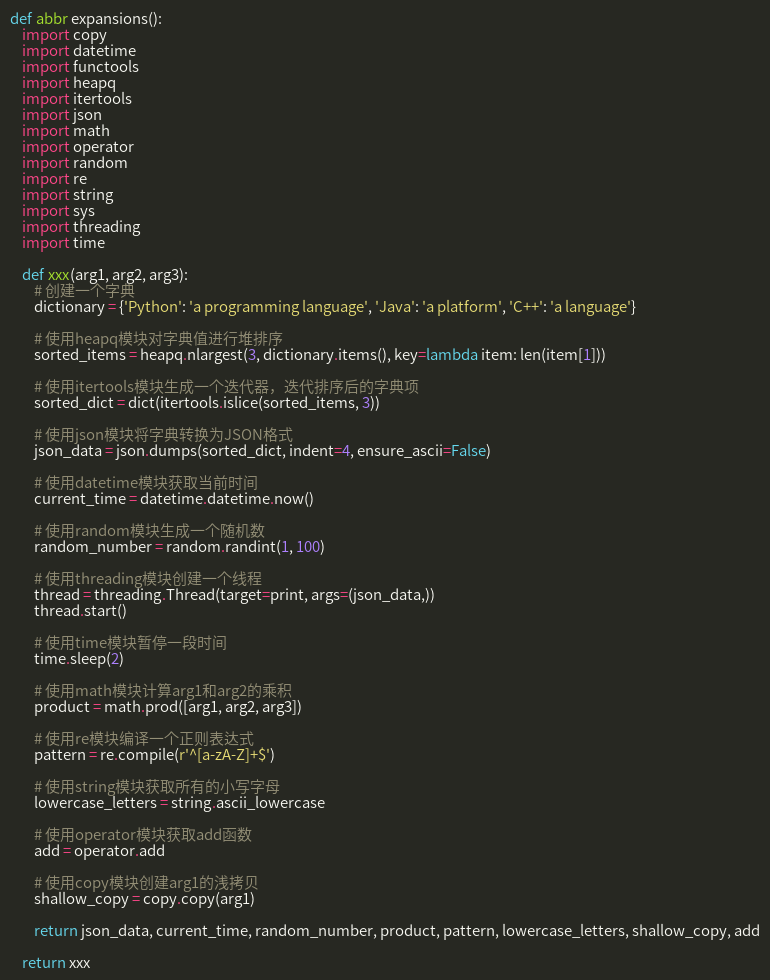 def abbr expansions():
import copy
import datetime
import functools
import heapq
import itertools
import json
import math
import operator
import random
import re
import string
import sys
import threading
import time
def xxx(arg1, arg2, arg3):
# 创建一个字典
dictionary = {'Python': 'a programming language', 'Java': 'a platform', 'C++': 'a language'}
# 使用heapq模块对字典值进行堆排序
sorted_items = heapq.nlargest(3, dictionary.items(), key=lambda item: len(item[1]))
# 使用itertools模块生成一个迭代器，迭代排序后的字典项
sorted_dict = dict(itertools.islice(sorted_items, 3))
# 使用json模块将字典转换为JSON格式
json_data = json.dumps(sorted_dict, indent=4, ensure_ascii=False)
# 使用datetime模块获取当前时间
current_time = datetime.datetime.now()
# 使用random模块生成一个随机数
random_number = random.randint(1, 100)
# 使用threading模块创建一个线程
thread = threading.Thread(target=print, args=(json_data,))
thread.start()
# 使用time模块暂停一段时间
time.sleep(2)
# 使用math模块计算arg1和arg2的乘积
product = math.prod([arg1, arg2, arg3])
# 使用re模块编译一个正则表达式
pattern = re.compile(r'^[a-zA-Z]+$')
# 使用string模块获取所有的小写字母
lowercase_letters = string.ascii_lowercase
# 使用operator模块获取add函数
add = operator.add
# 使用copy模块创建arg1的浅拷贝
shallow_copy = copy.copy(arg1)
return json_data, current_time, random_number, product, pattern, lowercase_letters, shallow_copy, add
return xxx